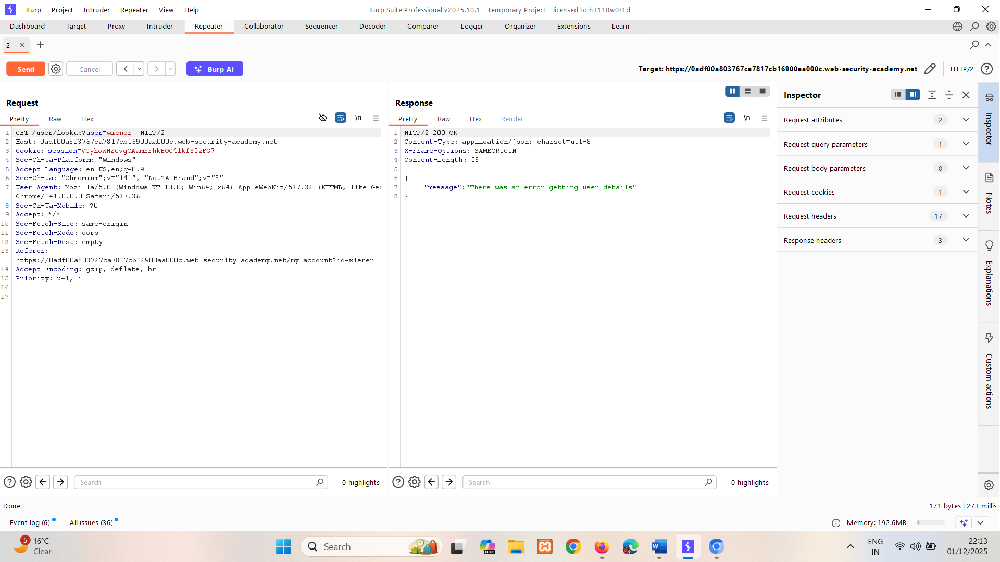 Burp Project Intruder Repeater View Help
Burp Suite Professional v2025.10.1 - Temporary Project - licensed to h3110w0r1d
Dashboard Target Proxy Intruder Repeater Collaborator Sequencer Decoder Comparer Logger Organizer Extensions Learn
2
Send Cancel Burp AI
Target: https://0adf00a803767ca7817cb16900aa000c.web-security-academy.net HTTP/2
Request
Pretty Raw Hex
\n
1 GET /user/lookup?user=wiener' HTTP/2
2 Host: 0adf00a803767ca7817cb16900aa000c.web-security-academy.net
3 Cookie: session=VGyhoWHZGvgOAamrrhkEOG4lkfY5zFG7
4 Sec-Ch-Ua-Platform: "Windows"
5 Accept-Language: en-US,en;q=0.9
6 Sec-Ch-Ua: "Chromium";v="141", "Not?A_Brand";v="8"
7 User-Agent: Mozilla/5.0 (Windows NT 10.0; Win64; x64) AppleWebKit/537.36 (KHTML, like Gec
Chrome/141.0.0.0 Safari/537.36
8 Sec-Ch-Ua-Mobile: ?0
9 Accept: */*
10 Sec-Fetch-Site: same-origin
11 Sec-Fetch-Mode: cors
12 Sec-Fetch-Dest: empty
13 Referer:
https://0adf00a803767ca7817cb16900aa000c.web-security-academy.net/my-account?id=wiener
14 Accept-Encoding: gzip, deflate, br
15 Priority: u=1, i
16
17
Search
0 highlights
Response
Pretty Raw Hex Render
\n
1 HTTP/2 200 OK
2 Content-Type: application/json; charset=utf-8
3 X-Frame-Options: SAMEORIGIN
4 Content-Length: 58
5
6 {
7 "message":"There was an error getting user details"
8 }
Search
0 highlights
Inspector
Request attributes 2
Request query parameters 1
Request body parameters 0
Request cookies 1
Request headers 17
Response headers 3
Inspector
Notes
Explanations
Custom actions
Done
171 bytes | 273 millis
Event log (6) All issues (36)
Memory: 192.6MB
5
16°C
Clear
Search
M365
ENG
IN
22:13
01/12/2025